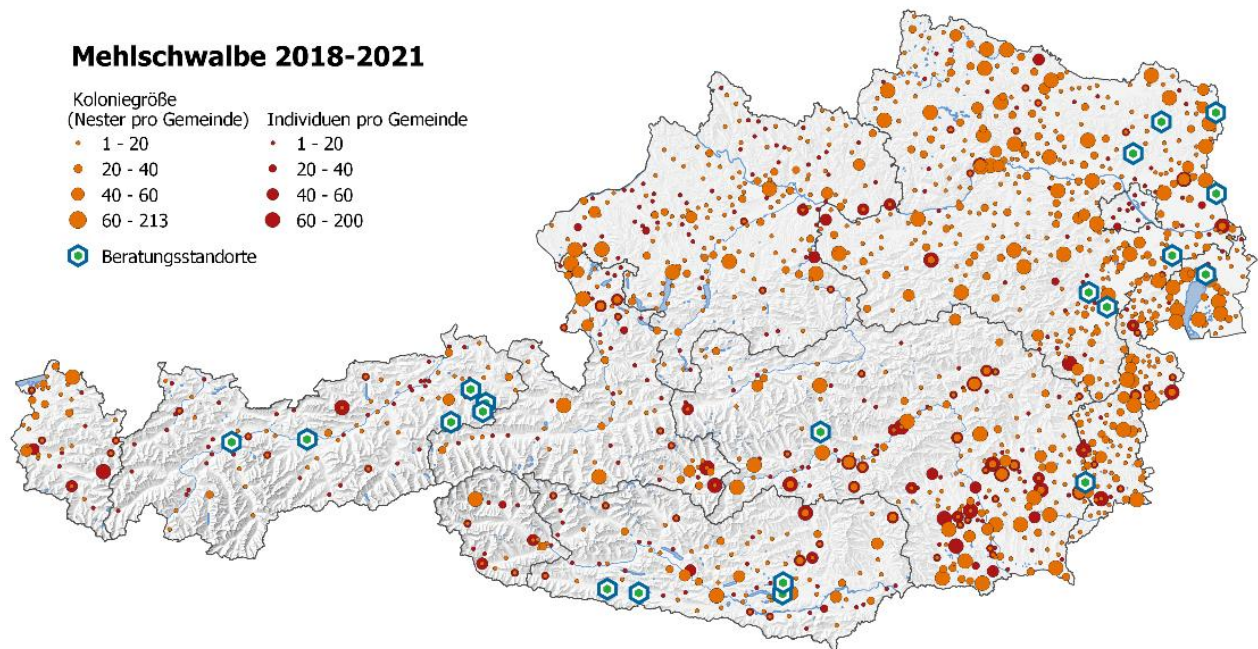 Mehlschwalbe 2018-2021
Koloniegröße
(Nester pro Gemeinde) Individuen pro Gemeinde
1 - 20 1 - 20
20 - 40 20 - 40
40 - 60 40 - 60
60 - 213 60 - 200
Beratungsstandorte